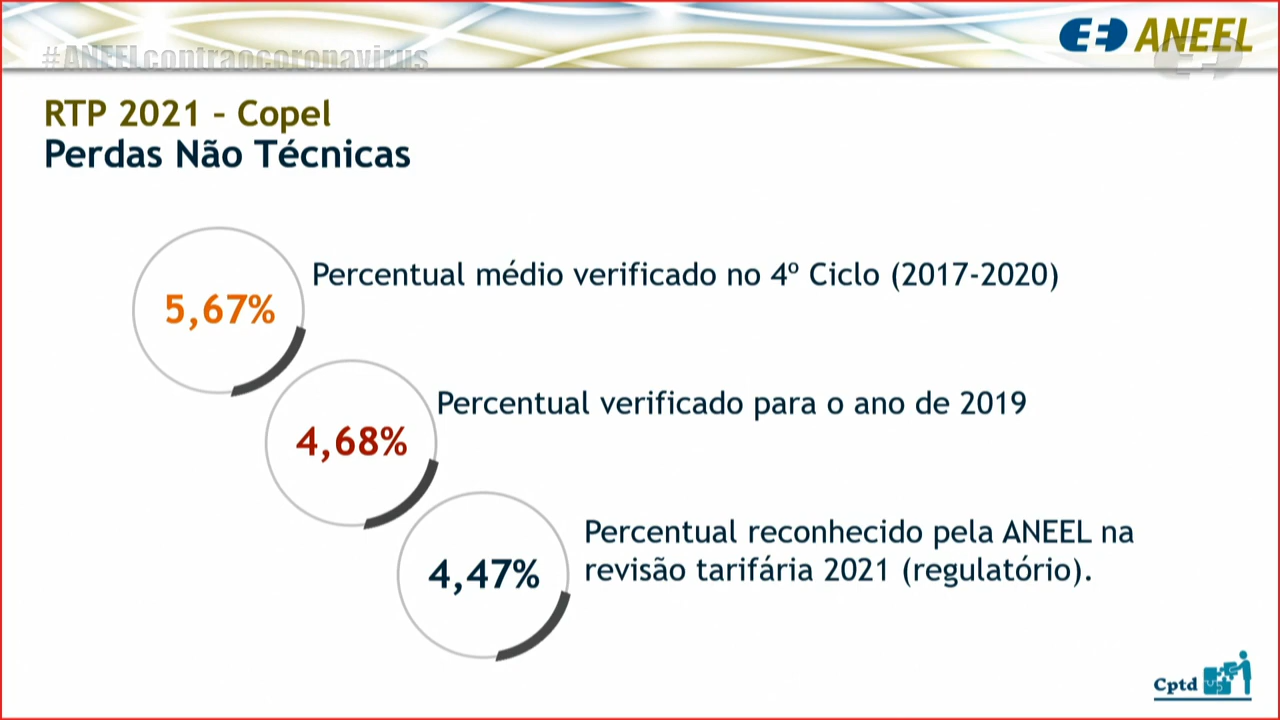 #ANEELcontraocoronavirus
ANEEL
RTP 2021 – Copel
Perdas Não Técnicas
5,67%
Percentual médio verificado no 4º Ciclo (2017-2020)
4,68%
Percentual verificado para o ano de 2019
4,47%
Percentual reconhecido pela ANEEL na
revisão tarifária 2021 (regulatório).
Cptd